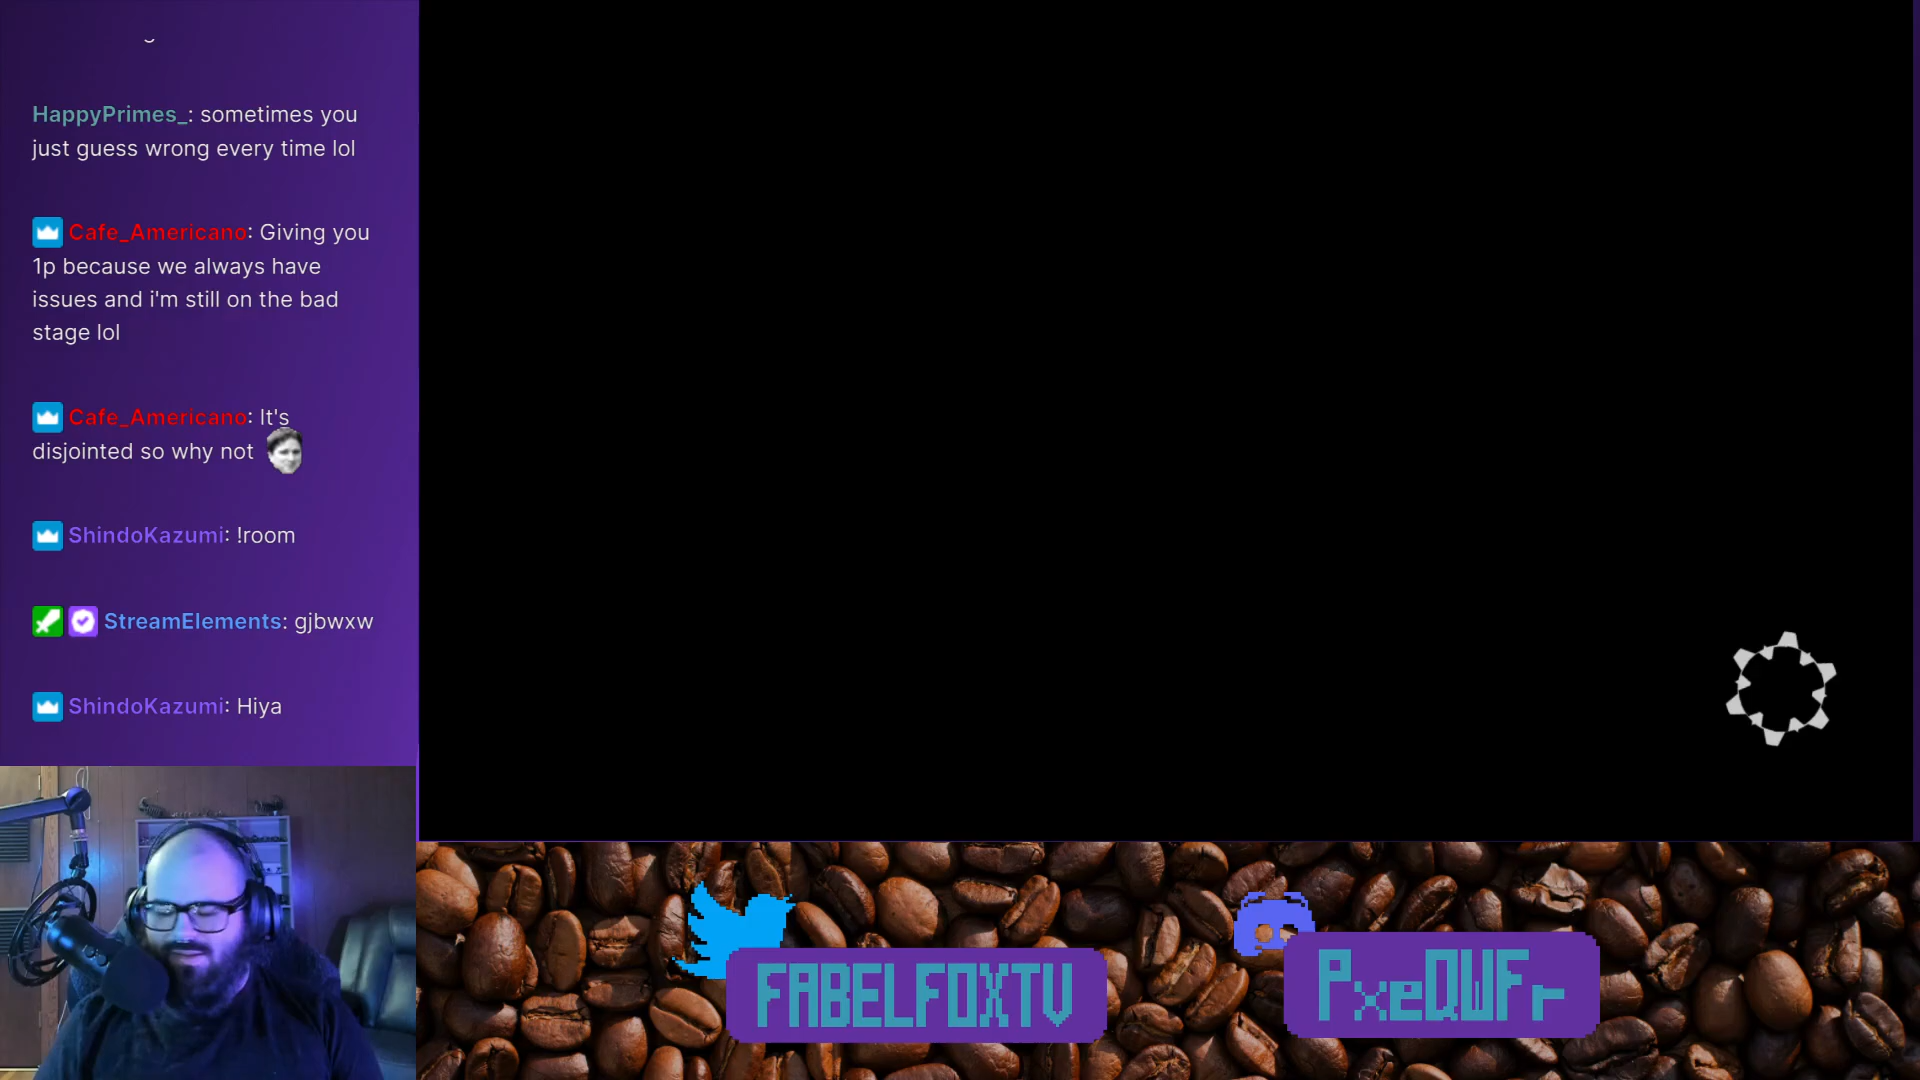 HappyPrimes_: sometimes you
just guess wrong every time lol
Cafe_Americano: Giving you
1p because we always have
issues and i'm still on the bad
stage lol
Cafe_Americano: It's
disjointed so why not
ShindoKazumi: !room
StreamElements: gjbwxw
ShindoKazumi: Hiya
FABELFOXTV
PxeQWFr